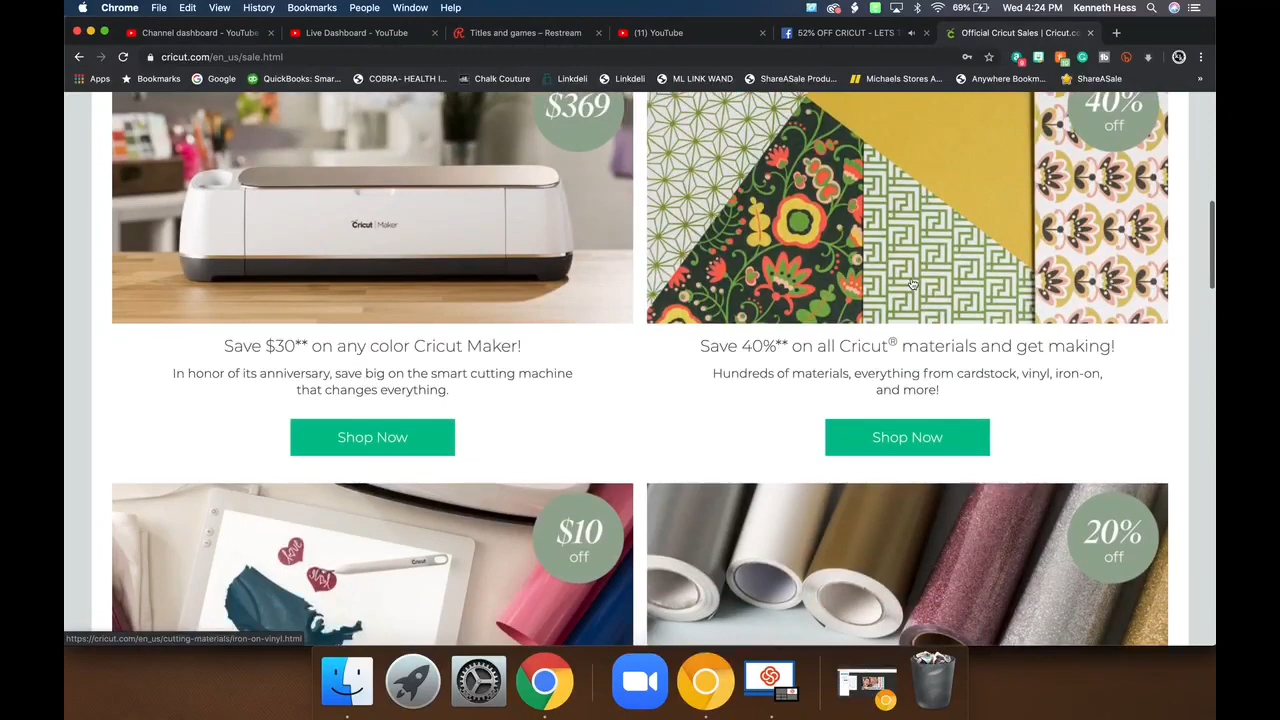 Chrome File Edit View History Bookmarks People Window Help 69% Wed 4:24 PM Kenneth Hess
Channel dashboard - YouTube Live Dashboard - YouTube Titles and games – Restream (11) YouTube 52% OFF CRICUT - LETS T Official Cricut Sales | Cricut.co
cricut.com/en_us/sale.html
Apps Bookmarks Google QuickBooks: Smar... COBRA- HEALTH I... Chalk Couture Linkdeli Linkdeli ML LINK WAND ShareASale Produ... Michaels Stores A... Anywhere Bookm... ShareASale »
$369
40%
off
Cricut | Maker
Save $30** on any color Cricut Maker!
In honor of its anniversary, save big on the smart cutting machine
that changes everything.
Shop Now
Save 40%** on all Cricut® materials and get making!
Hundreds of materials, everything from cardstock, vinyl, iron-on,
and more!
Shop Now
$10
off
love
Cricut
20%
off
https://cricut.com/en_us/cutting-materials/iron-on-vinyl.html